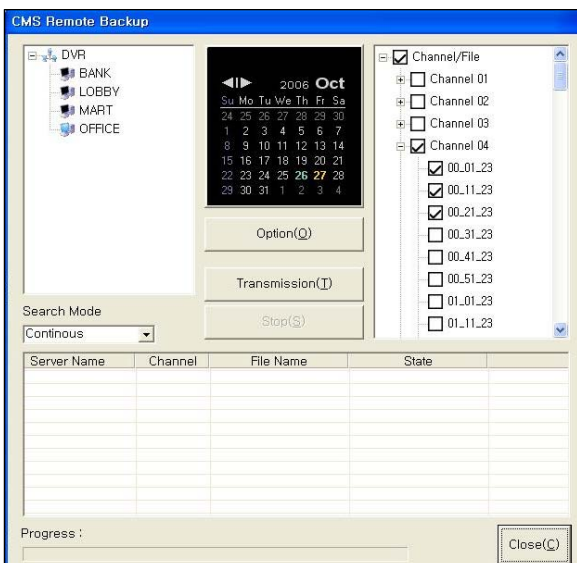 CMS Remote Backup
DVR
BANK
LOBBY
MART
OFFICE
Search Mode
Continous
2006 Oct
Su Mo Tu We Th Fr Sa
24 25 26 27 28 29 30
1 2 3 4 5 6 7
8 9 10 11 12 13 14
15 16 17 18 19 20 21
22 23 24 25 26 27 28
29 30 31 1 2 3 4
Option(O)
Transmission(T)
Stop(S)
Channel/File
Channel 01
Channel 02
Channel 03
Channel 04
00_01_23
00_11_23
00_21_23
00_31_23
00_41_23
00_51_23
01_01_23
01_11_23
Server Name Channel File Name State
Progress :
Close(C)